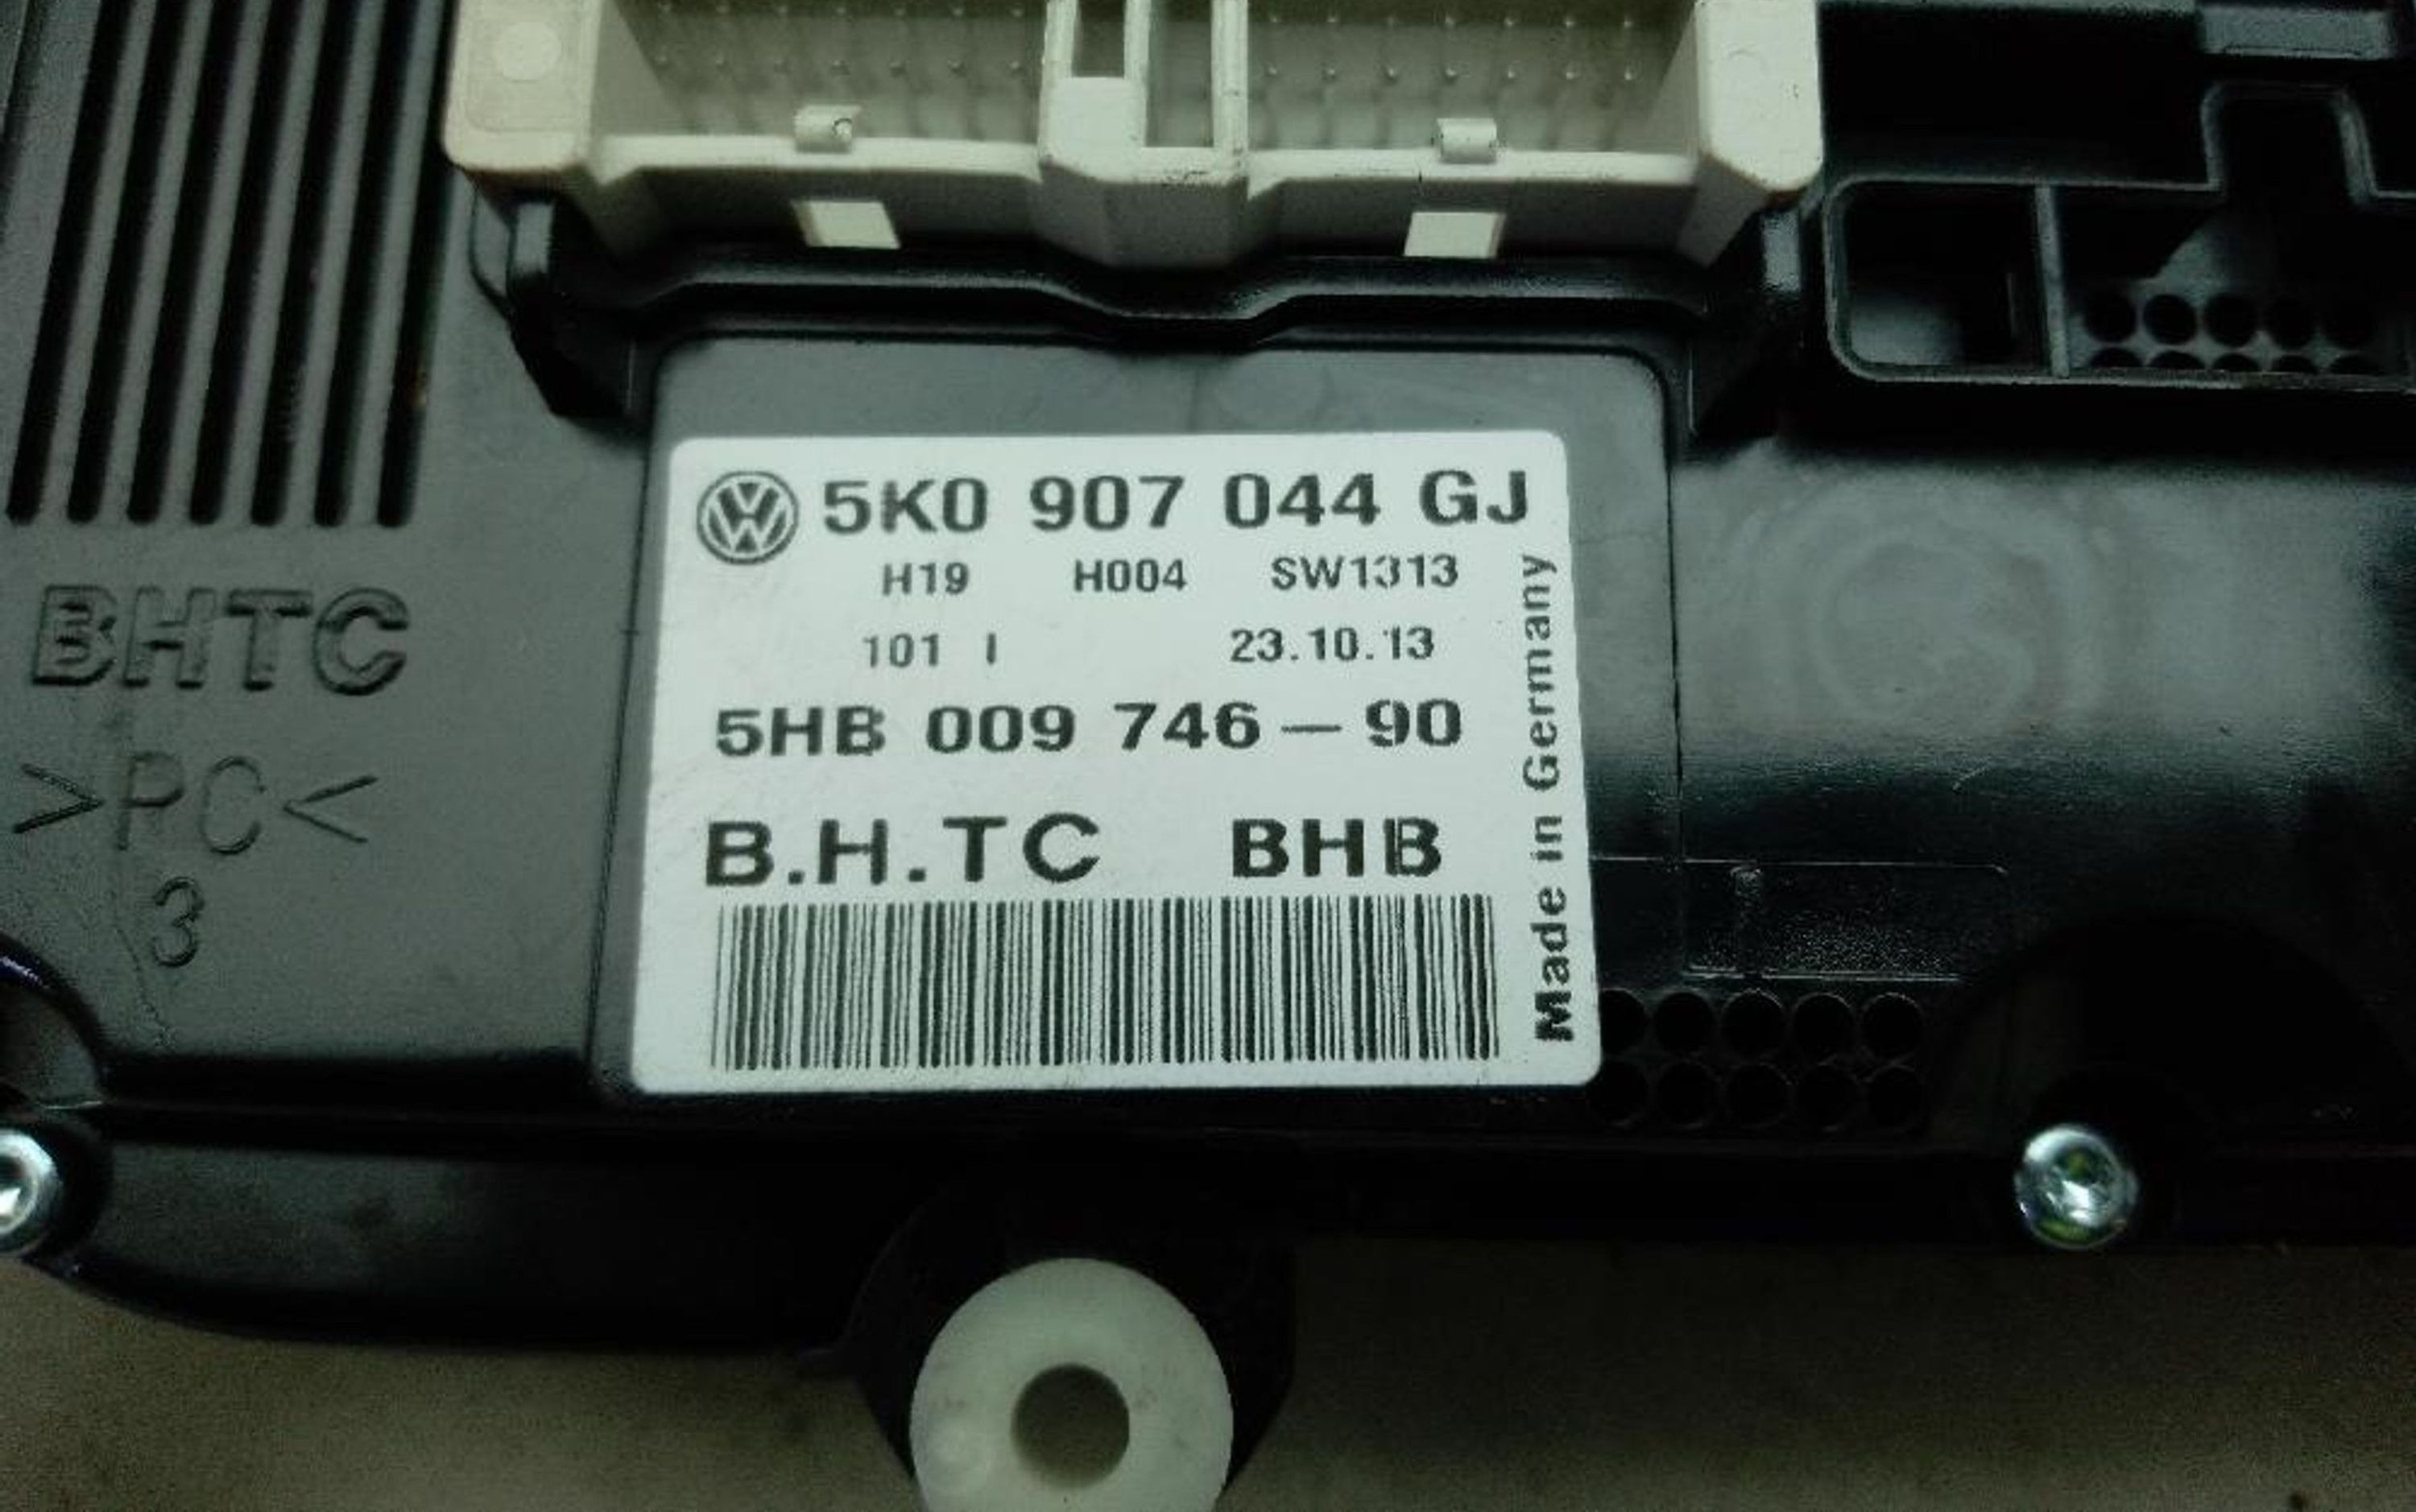 5K0 907 044 GJ
H19 H004 SW1313
101 I 23.10.13
5HB 009 746-90
B.H.TC BHB
Made in Germany
BHTC
>PC<
3